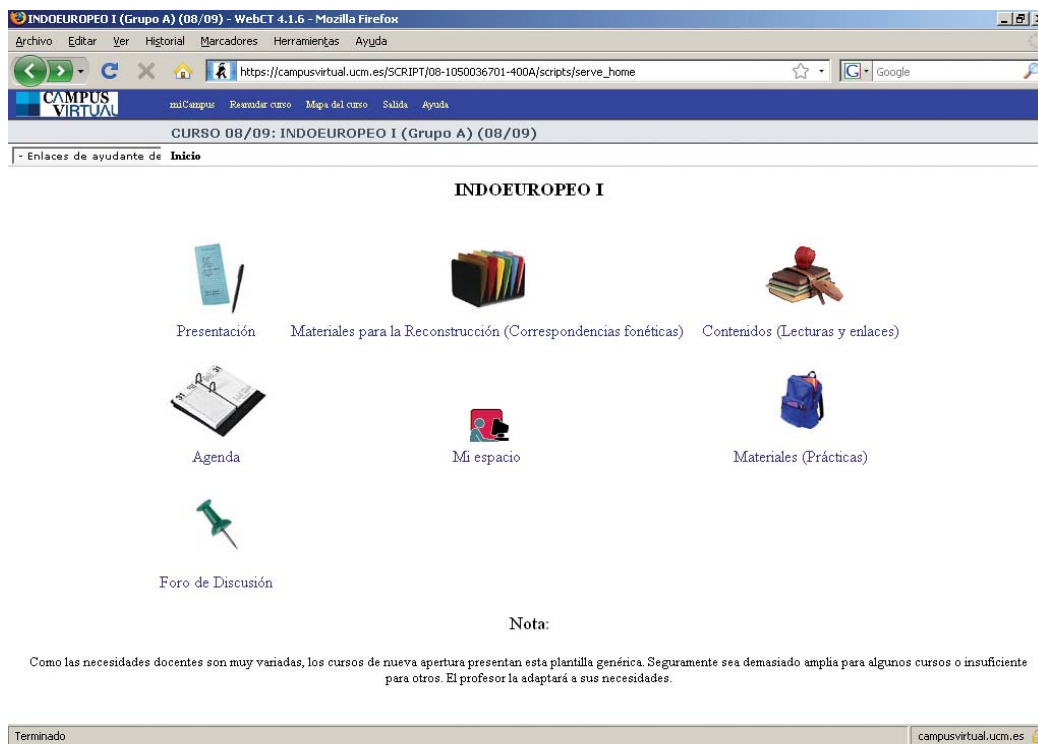 INDOEUROPEO I (Grupo A) (08/09) - WebCT 4.1.6 - Mozilla Firefox
Archivo Editar Ver Historial Marcadores Herramientas Ayuda
https://campusvirtual.ucm.es/SCRIPT/08-1050036701-400A/scripts/serve_home
G Google
CAMPUS VIRTUAL
miCampus Reanudar curso Mapa del curso Salida Ayuda
CURSO 08/09: INDOEUROPEO I (Grupo A) (08/09)
- Enlaces de ayudante de Inicio
INDOEUROPEO I
Presentación Materiales para la Reconstrucción (Correspondencias fonéticas) Contenidos (Lecturas y enlaces)
31 31
Agenda Mi espacio Materiales (Prácticas)
Foro de Discusión
Nota:
Como las necesidades docentes son muy variadas, los cursos de nueva apertura presentan esta plantilla genérica. Seguramente sea demasiado amplia para algunos cursos o insuficiente
para otros. El profesor la adaptará a sus necesidades.
Terminado campusvirtual.ucm.es